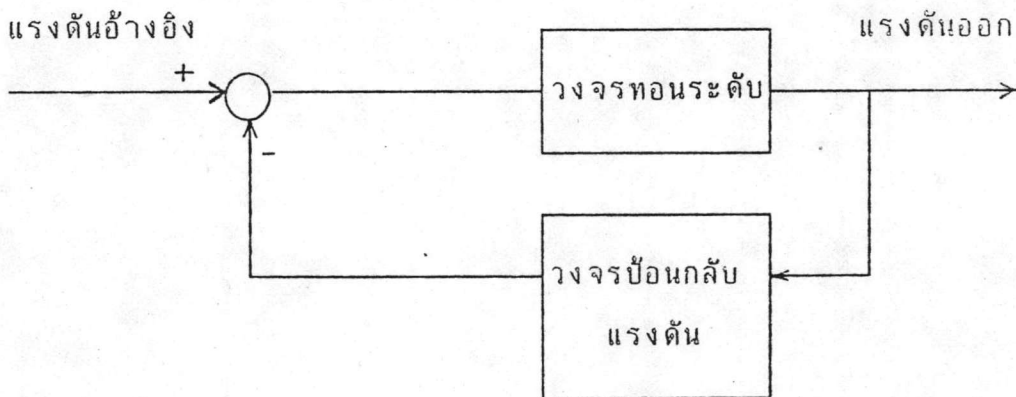 แรงดันอ้างอิง
แรงดันออก
+
วงจรทอนระดับ
-
วงจรป้อนกลับ
แรงดัน